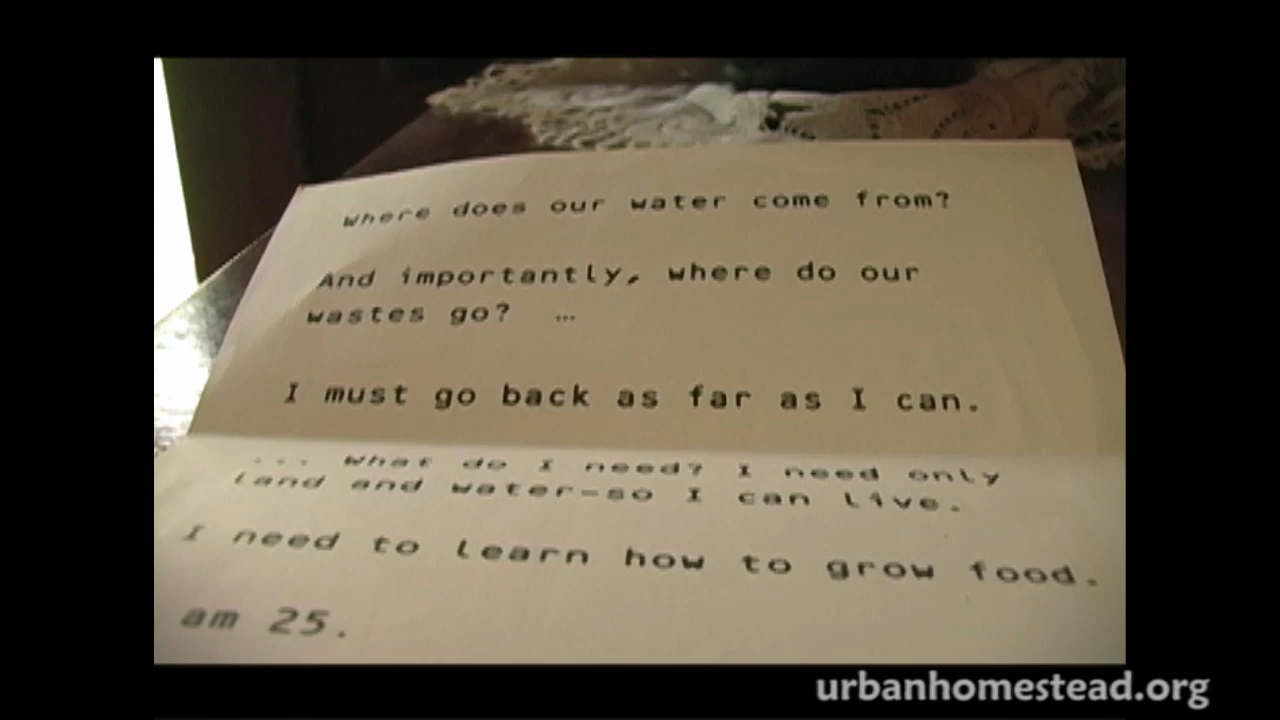 Where does our water come from?
And importantly, where do our
wastes go? ...
I must go back as far as I can.
... What do I need? I need only
land and water—so I can live.
I need to learn how to grow food.
am 25.
urbanhomestead.org